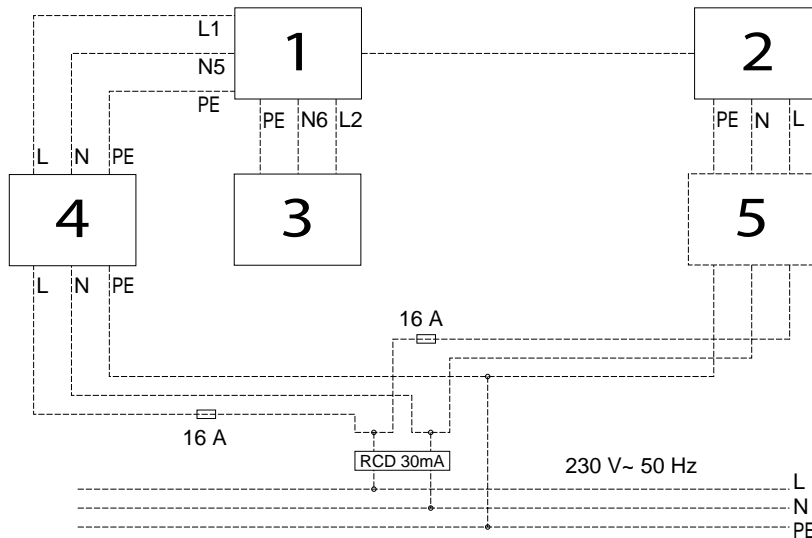 L1
1
2
N5
PE
PE N6 L2
PE N L
L N PE
4
3
5
L N PE
16 A
16 A
RCD 30mA
230 V~ 50 Hz
L
N
PE